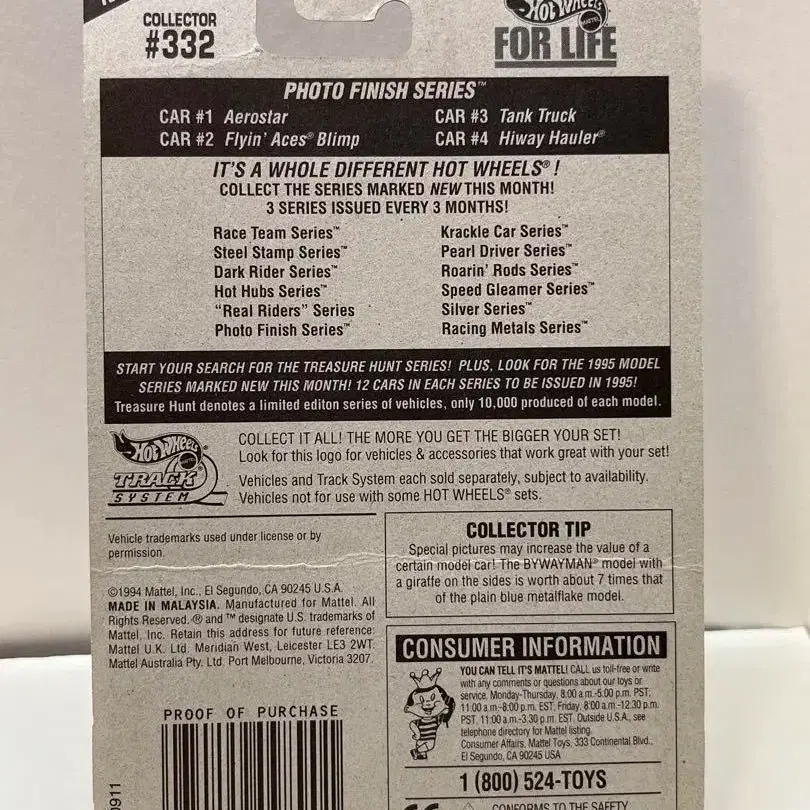 COLLECTOR
#332
HOT WHEELS
MATTEL
FOR LIFE
PHOTO FINISH SERIES™
CAR #1 Aerostar
CAR #2 Flyin' Aces® Blimp
CAR #3 Tank Truck
CAR #4 Hiway Hauler®
IT'S A WHOLE DIFFERENT HOT WHEELS® !
COLLECT THE SERIES MARKED NEW THIS MONTH!
3 SERIES ISSUED EVERY 3 MONTHS!
Race Team Series™
Steel Stamp Series™
Dark Rider Series™
Hot Hubs Series™
"Real Riders" Series
Photo Finish Series™
Krackle Car Series™
Pearl Driver Series™
Roarin' Rods Series™
Speed Gleamer Series™
Silver Series™
Racing Metals Series™
START YOUR SEARCH FOR THE TREASURE HUNT SERIES! PLUS, LOOK FOR THE 1995 MODEL
SERIES MARKED NEW THIS MONTH! 12 CARS IN EACH SERIES TO BE ISSUED IN 1995!
Treasure Hunt denotes a limited editon series of vehicles, only 10,000 produced of each model.
HOT WHEELS
MATTEL
TRACK
SYSTEM
COLLECT IT ALL! THE MORE YOU GET THE BIGGER YOUR SET!
Look for this logo for vehicles & accessories that work great with your set!
Vehicles and Track System each sold separately, subject to availability.
Vehicles not for use with some HOT WHEELS® sets.
Vehicle trademarks used under license or by
permission.
©1994 Mattel, Inc., El Segundo, CA 90245 U.S.A.
MADE IN MALAYSIA. Manufactured for Mattel. All
Rights Reserved. ® and ™ designate U.S. trademarks of
Mattel, Inc. Retain this address for future reference:
Mattel U.K. Ltd. Meridian West, Leicester LE3 2WT.
Mattel Australia Pty. Ltd. Port Melbourne, Victoria 3207.
COLLECTOR TIP
Special pictures may increase the value of a
certain model car! The BYWAYMAN® model with
a giraffe on the sides is worth about 7 times that
of the plain blue metalflake model.
CONSUMER INFORMATION
YOU CAN TELL IT'S MATTEL! CALL us toll-free or write
with any comments or questions about our toys or
service. Monday-Thursday, 8:00 a.m.-5:00 p.m. PST,
11:00 a.m.-8:00 p.m. EST. Friday, 8:00 a.m.-12:30 p.m.
PST, 11:00 a.m.-3:30 p.m. EST. Outside U.S.A., see
telephone directory for Mattel listing.
Consumer Affairs, Mattel Toys, 333 Continental Blvd.,
El Segundo, CA 90245 USA
1 (800) 524-TOYS
CE
CONFORMS TO THE SAFETY
PROOF OF PURCHASE
0911